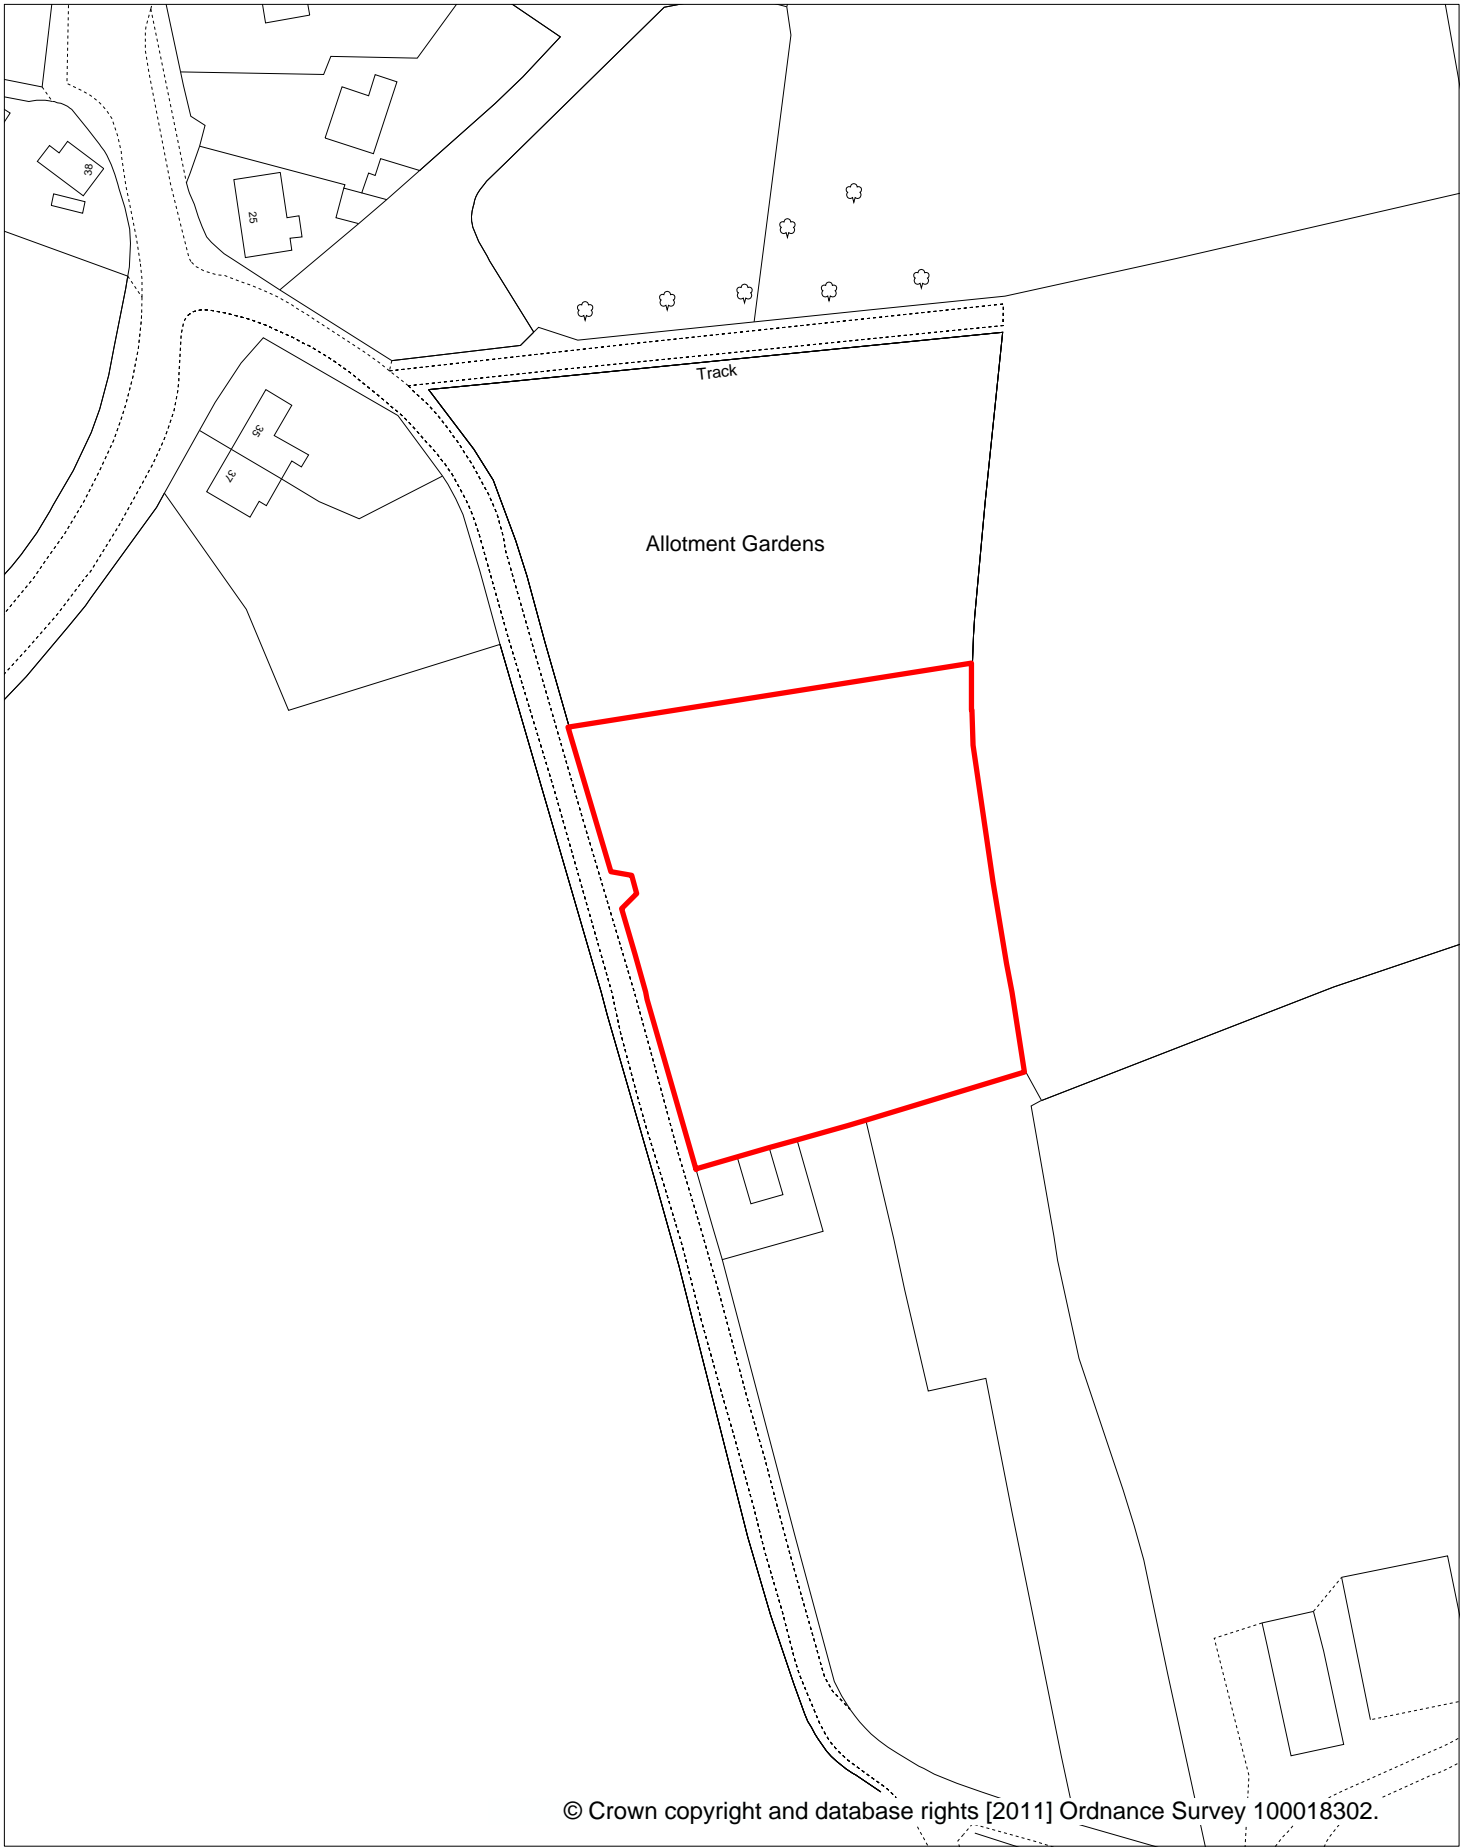 38
25
Track
35
37
Allotment Gardens
© Crown copyright and database rights [2011] Ordnance Survey 100018302.